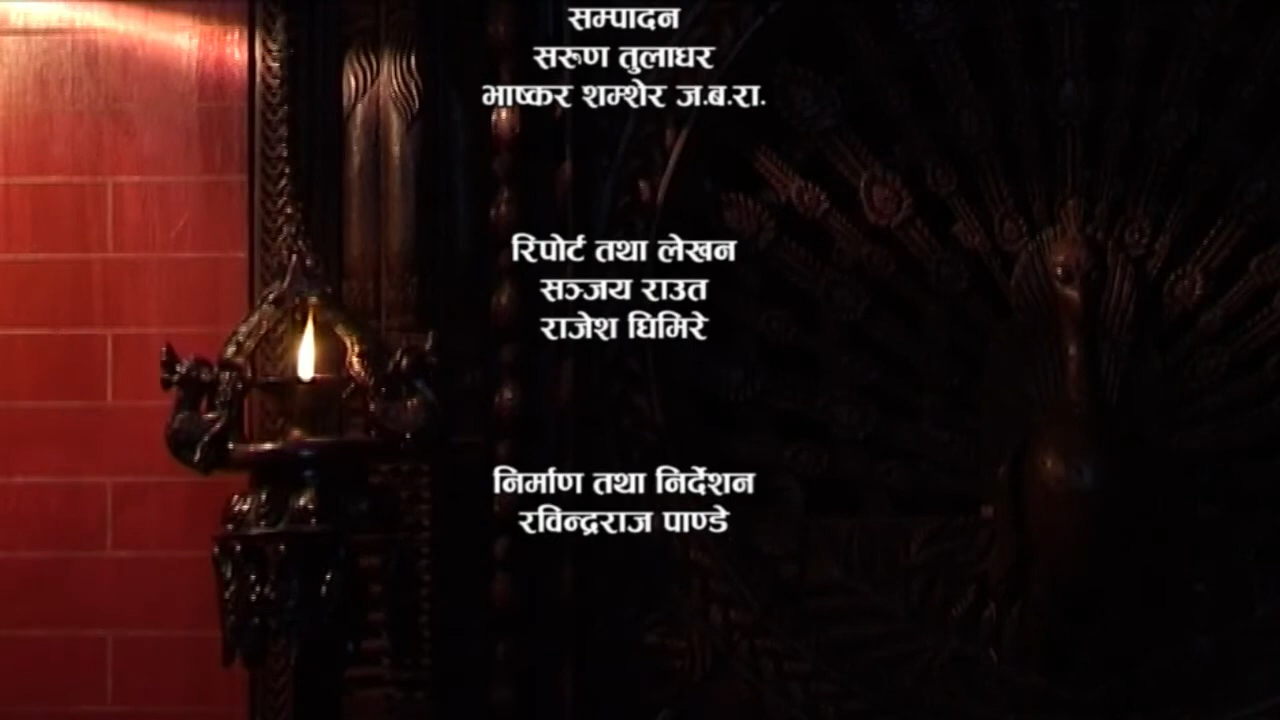 सम्पादन
सरुण तुलाधर
भाष्कर शम्शेर ज.ब.रा.
रिपोर्ट तथा लेखन
सञ्जय राउत
राजेश घिमिरे
निर्माण तथा निर्देशन
रविन्द्रराज पाण्डे